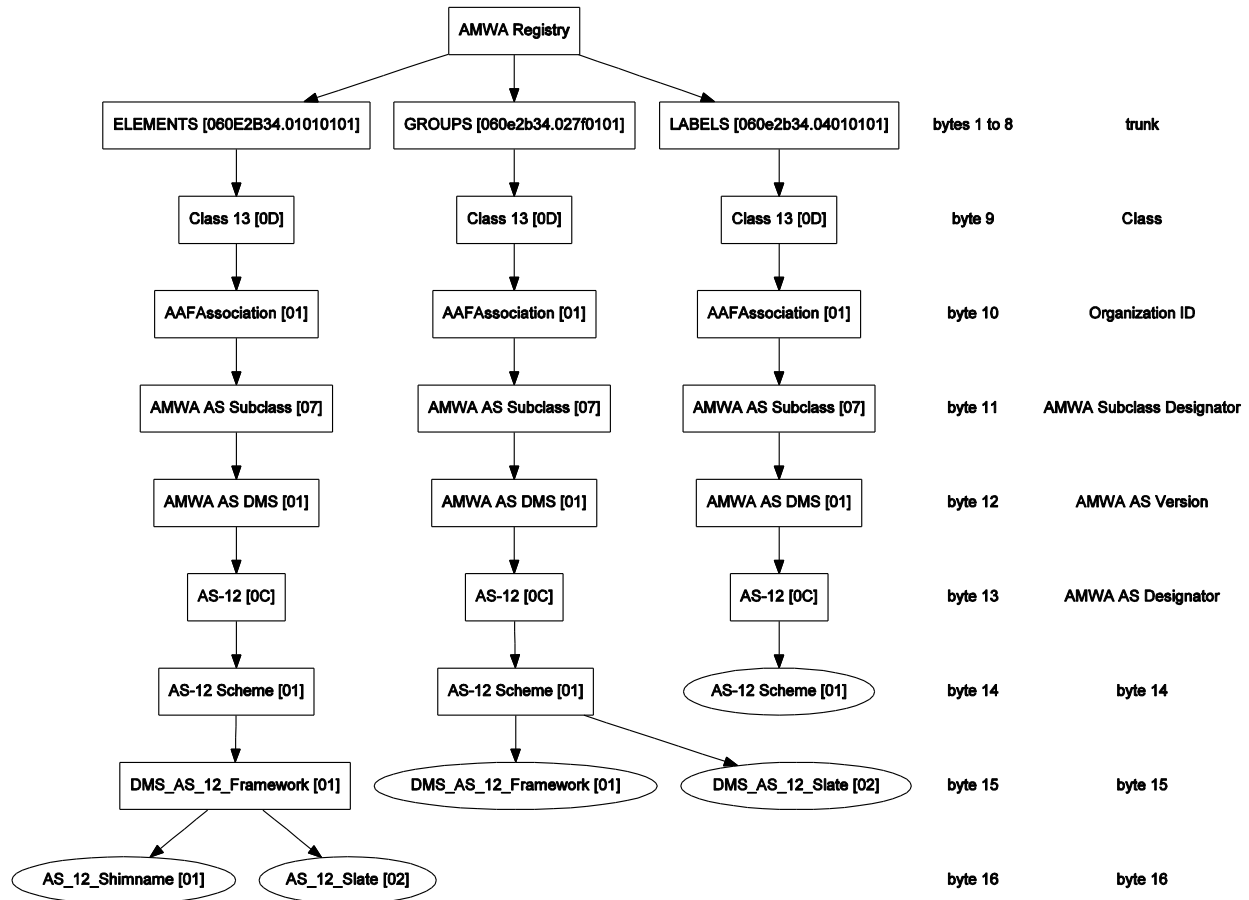 AMWA Registry
ELEMENTS [060E2B34.01010101] GROUPS [060e2b34.027f0101] LABELS [060e2b34.04010101] bytes 1 to 8 trunk
Class 13 [0D] Class 13 [0D] Class 13 [0D] byte 9 Class
AAFAssociation [01] AAFAssociation [01] AAFAssociation [01] byte 10 Organization ID
AMWA AS Subclass [07] AMWA AS Subclass [07] AMWA AS Subclass [07] byte 11 AMWA Subclass Designator
AMWA AS DMS [01] AMWA AS DMS [01] AMWA AS DMS [01] byte 12 AMWA AS Version
AS-12 [0C] AS-12 [0C] AS-12 [0C] byte 13 AMWA AS Designator
AS-12 Scheme [01] AS-12 Scheme [01] AS-12 Scheme [01] byte 14 byte 14
DMS_AS_12_Framework [01] DMS_AS_12_Framework [01] DMS_AS_12_Slate [02] byte 15 byte 15
AS_12_Shimname [01] AS_12_Slate [02] byte 16 byte 16